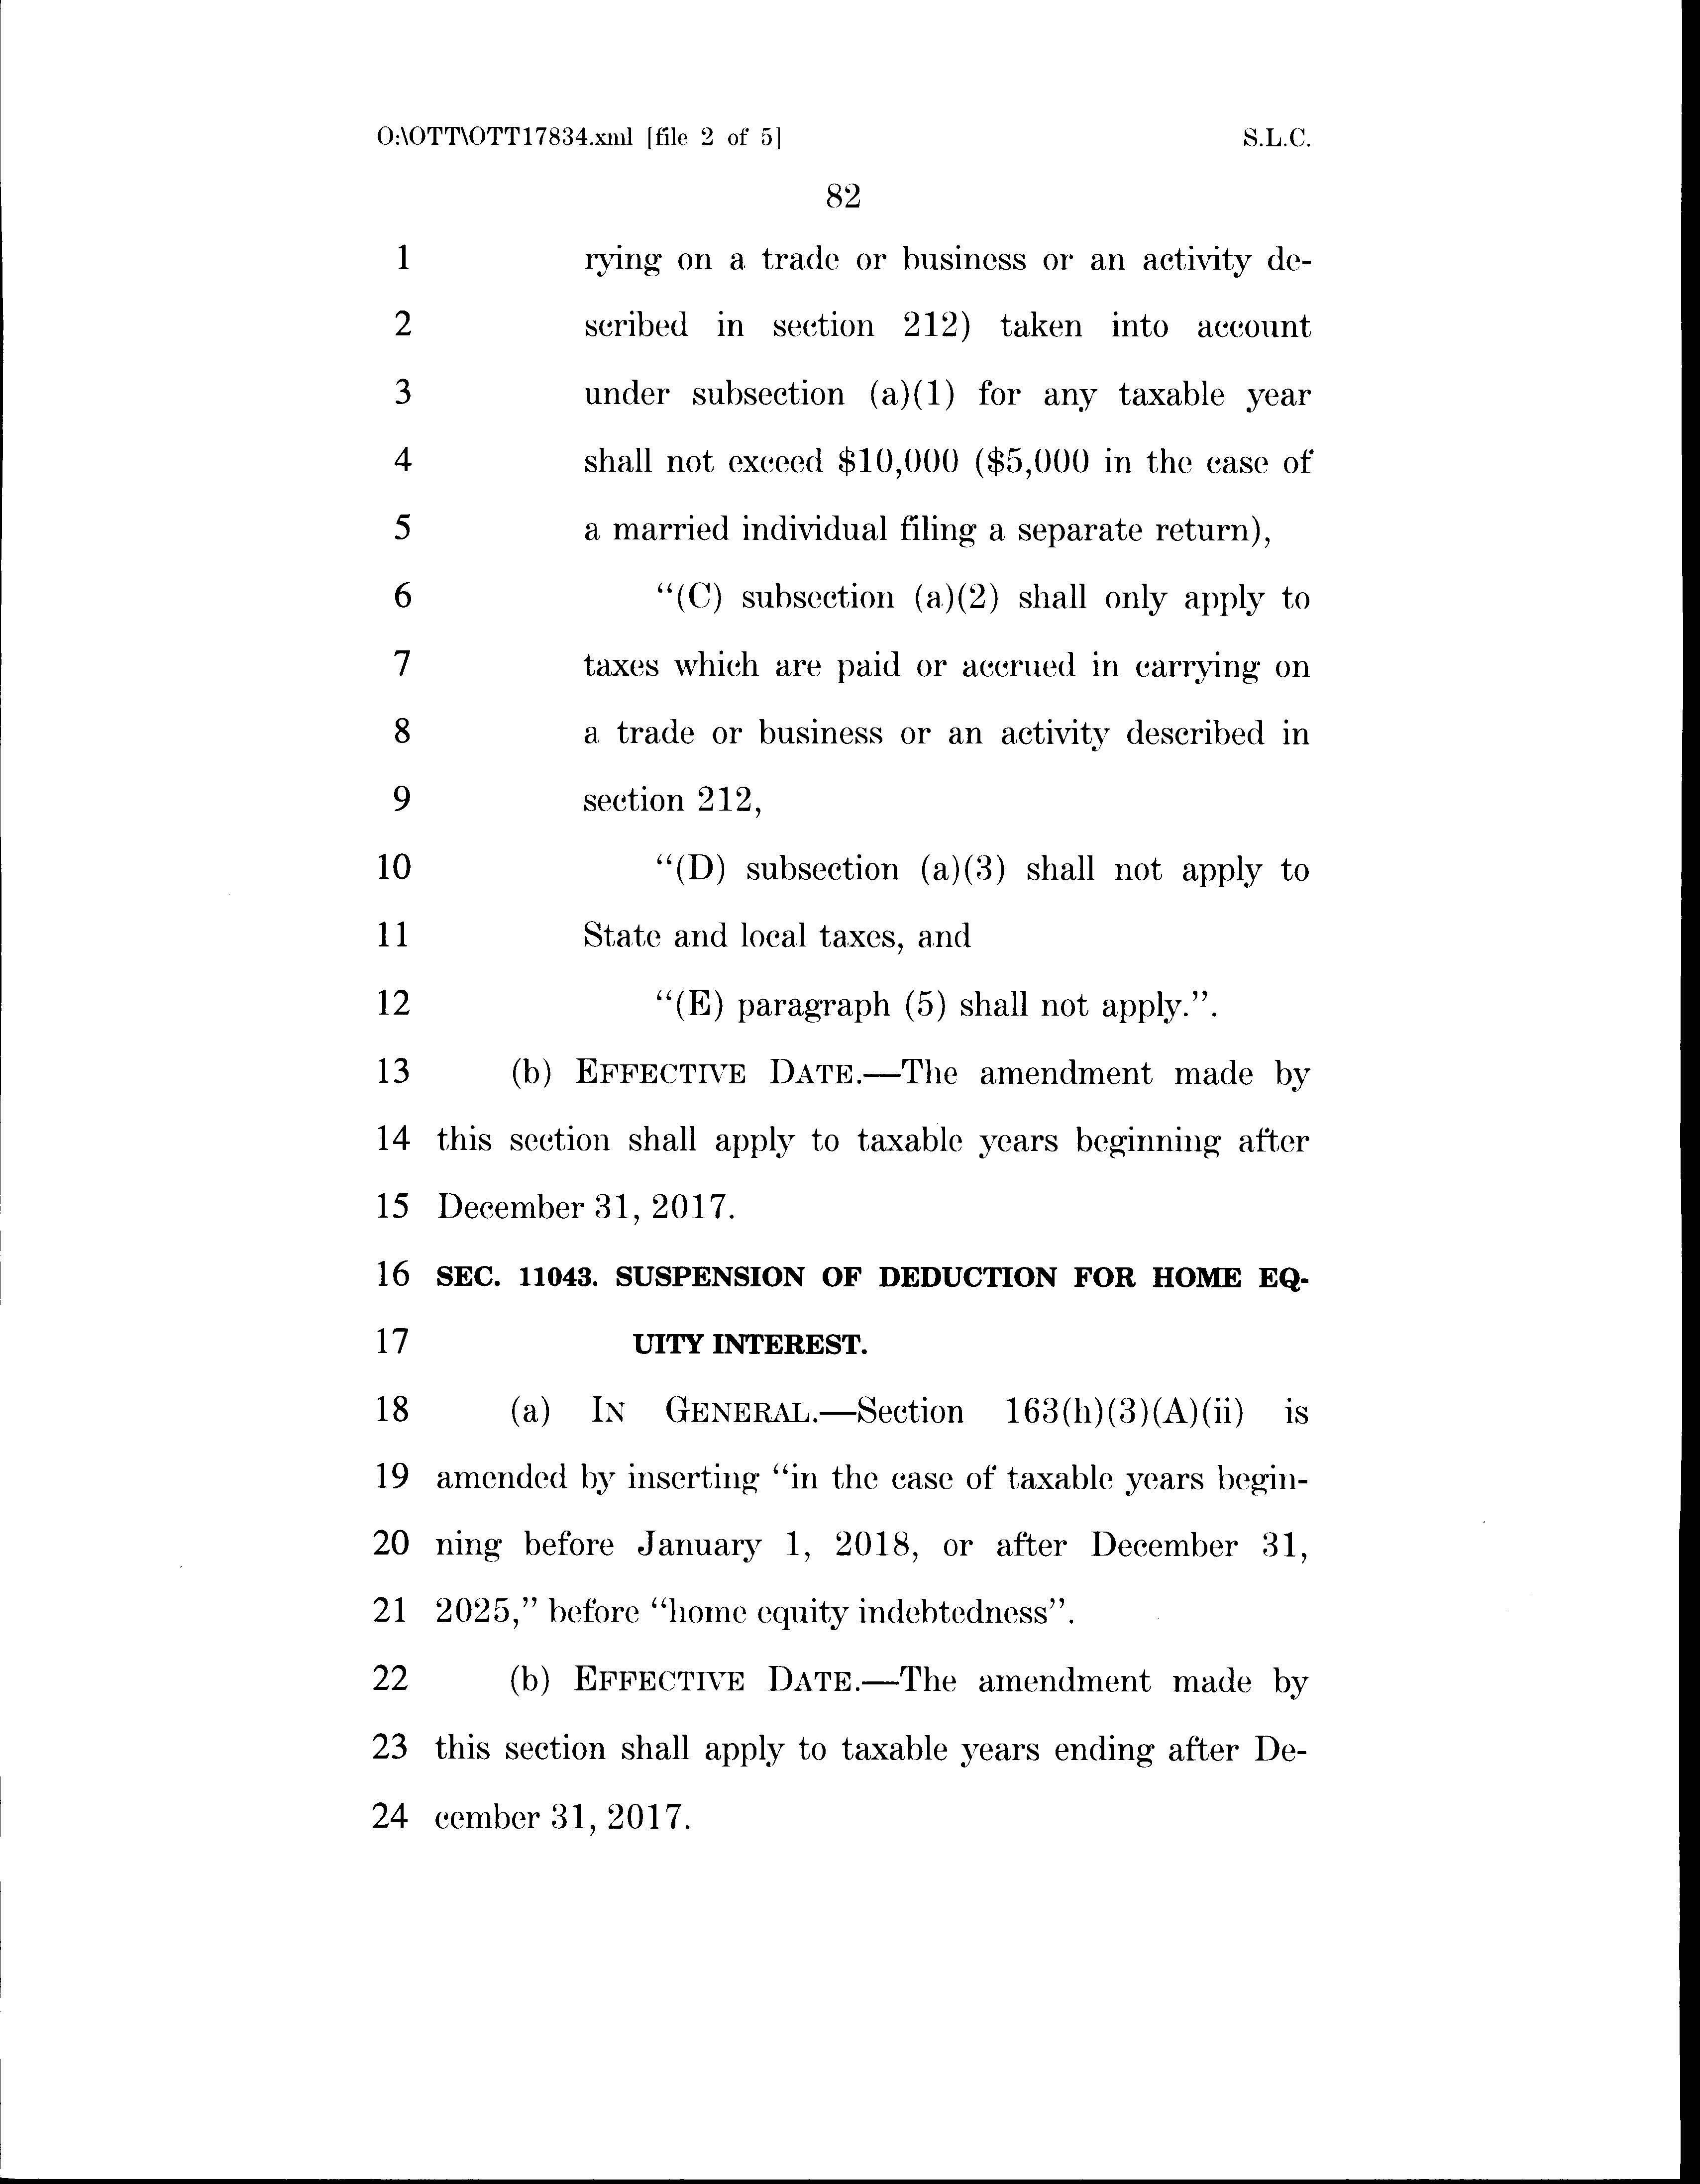 O:\OTT\OTT17834.xml [file 2 of 5] S.L.C.
82
1 rying on a trade or business or an activity de-
2 scribed in section 212) taken into account
3 under subsection (a)(1) for any taxable year
4 shall not exceed $10,000 ($5,000 in the case of
5 a married individual filing a separate return),
6 “(C) subsection (a)(2) shall only apply to
7 taxes which are paid or accrued in carrying on
8 a trade or business or an activity described in
9 section 212,
10 “(D) subsection (a)(3) shall not apply to
11 State and local taxes, and
12 “(E) paragraph (5) shall not apply.”.
13 (b) EFFECTIVE DATE.—The amendment made by
14 this section shall apply to taxable years beginning after
15 December 31, 2017.
16 SEC. 11043. SUSPENSION OF DEDUCTION FOR HOME EQ-
17 UITY INTEREST.
18 (a) IN GENERAL.—Section 163(h)(3)(A)(ii) is
19 amended by inserting “in the case of taxable years begin-
20 ning before January 1, 2018, or after December 31,
21 2025,” before “home equity indebtedness”.
22 (b) EFFECTIVE DATE.—The amendment made by
23 this section shall apply to taxable years ending after De-
24 cember 31, 2017.